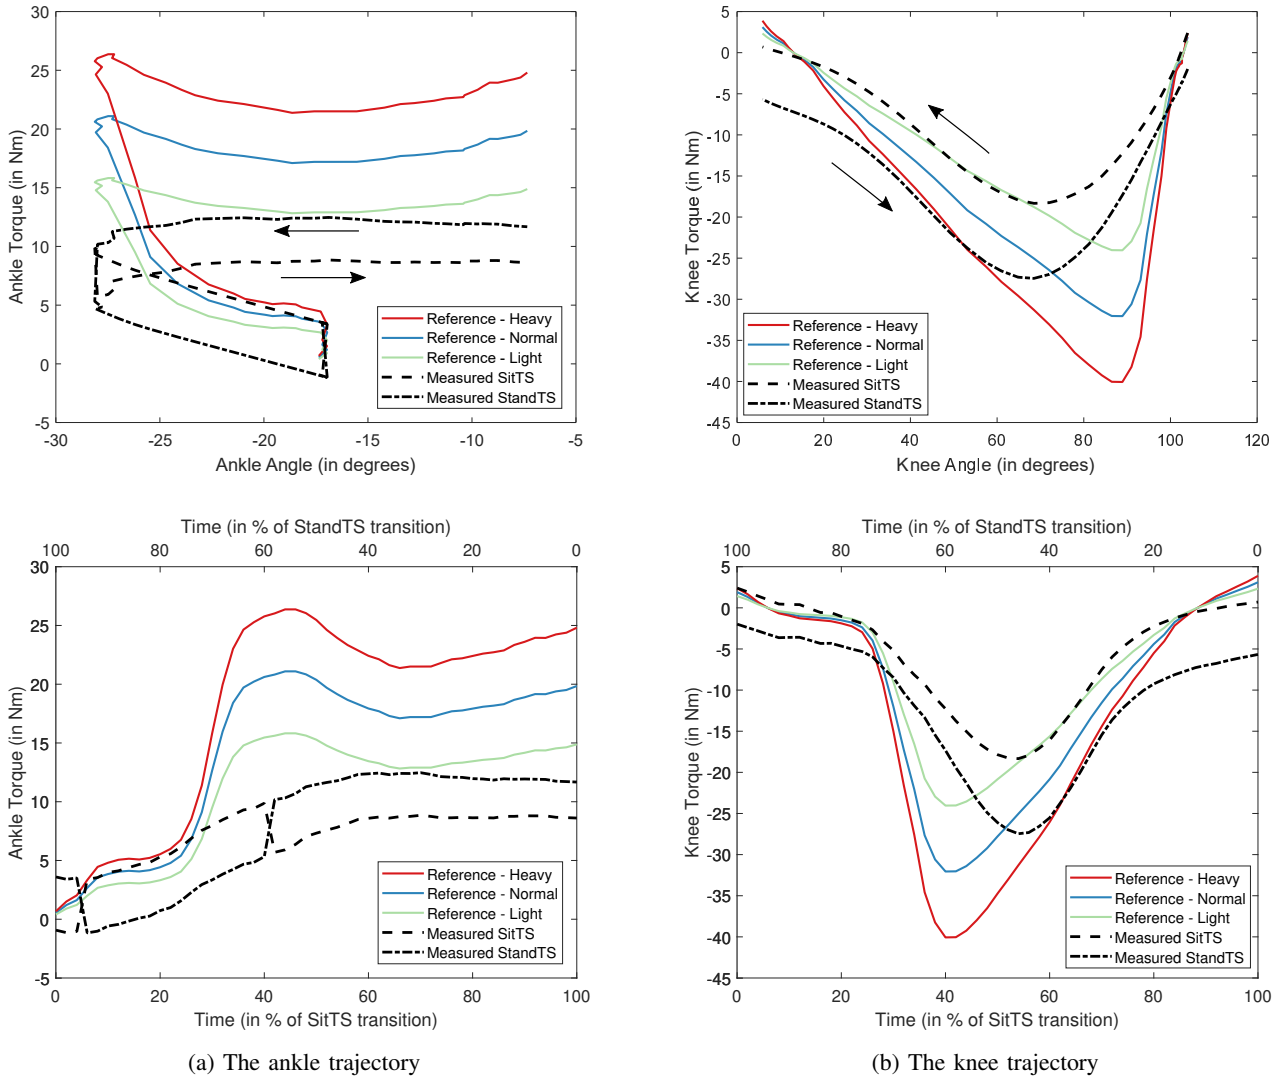 30
25
20
15
10
5
0
-5
-30
-25
-20
-15
-10
-5
Ankle Torque (in Nm)
Ankle Angle (in degrees)
Reference - Heavy
Reference - Normal
Reference - Light
Measured SitTS
Measured StandTS
5
0
-5
-10
-15
-20
-25
-30
-35
-40
-45
0
20
40
60
80
100
120
Knee Torque (in Nm)
Knee Angle (in degrees)
Reference - Heavy
Reference - Normal
Reference - Light
Measured SitTS
Measured StandTS
Time (in % of StandTS transition)
100
80
60
40
20
0
30
25
20
15
10
5
0
-5
0
20
40
60
80
100
Ankle Torque (in Nm)
Time (in % of SitTS transition)
Reference - Heavy
Reference - Normal
Reference - Light
Measured SitTS
Measured StandTS
(a) The ankle trajectory
Time (in % of StandTS transition)
100
80
60
40
20
0
5
0
-5
-10
-15
-20
-25
-30
-35
-40
-45
0
20
40
60
80
100
Knee Torque (in Nm)
Time (in % of SitTS transition)
Reference - Heavy
Reference - Normal
Reference - Light
Measured SitTS
Measured StandTS
(b) The knee trajectory